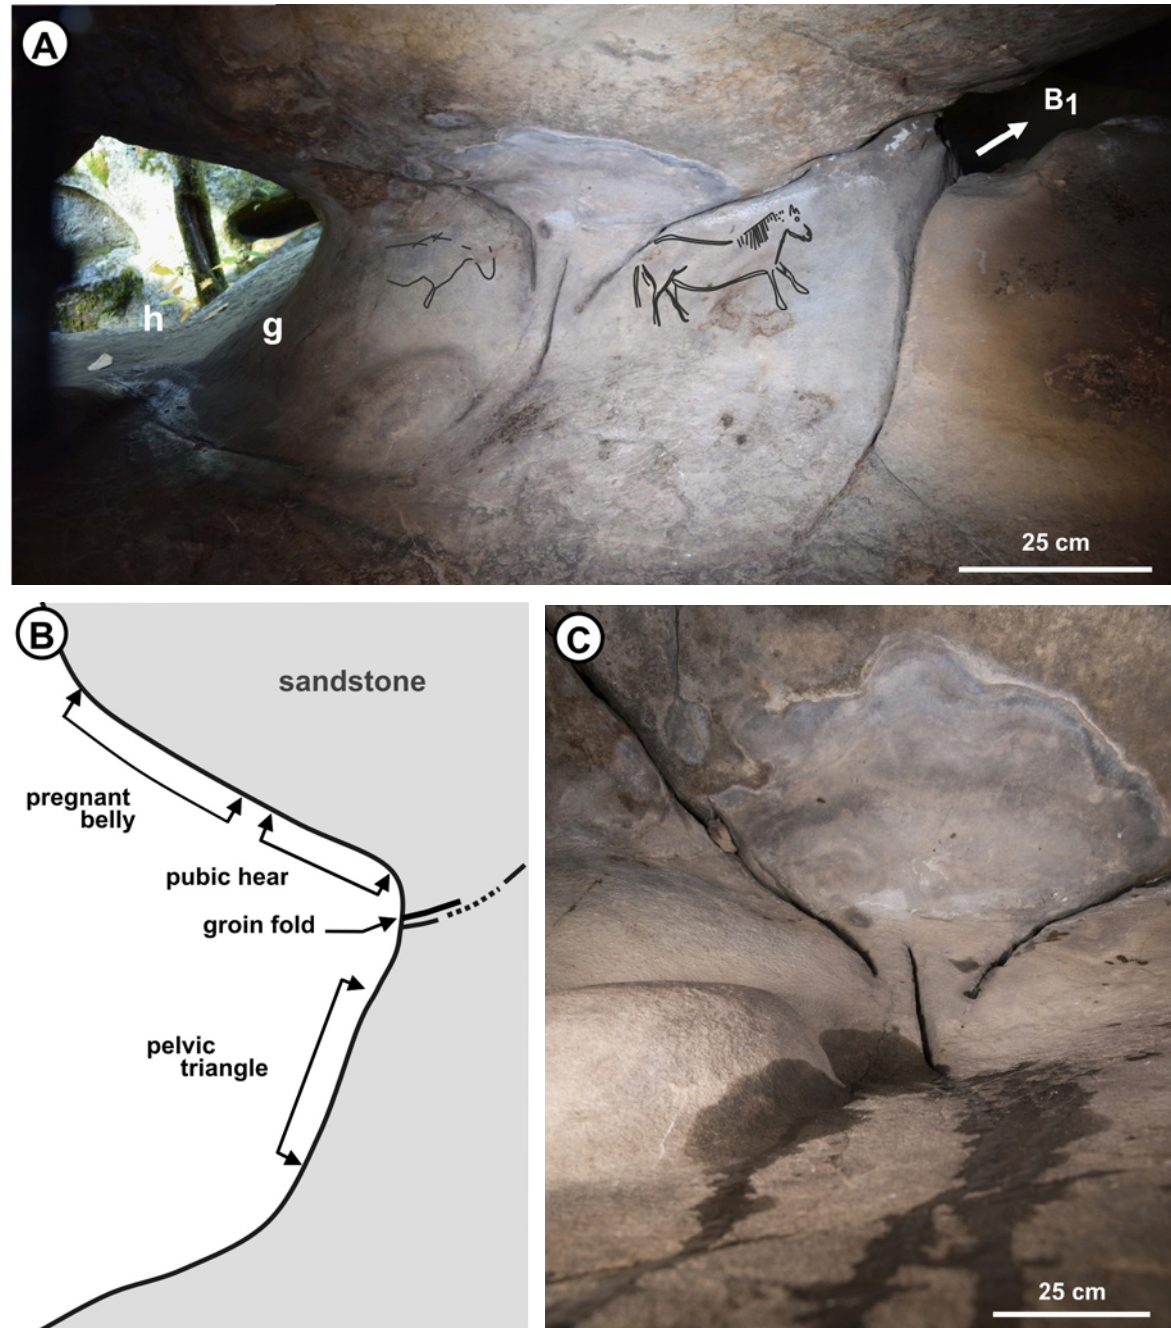 A
B1
h
g
25 cm
B
sandstone
pregnant
belly
pubic hear
groin fold
pelvic
triangle
C
25 cm